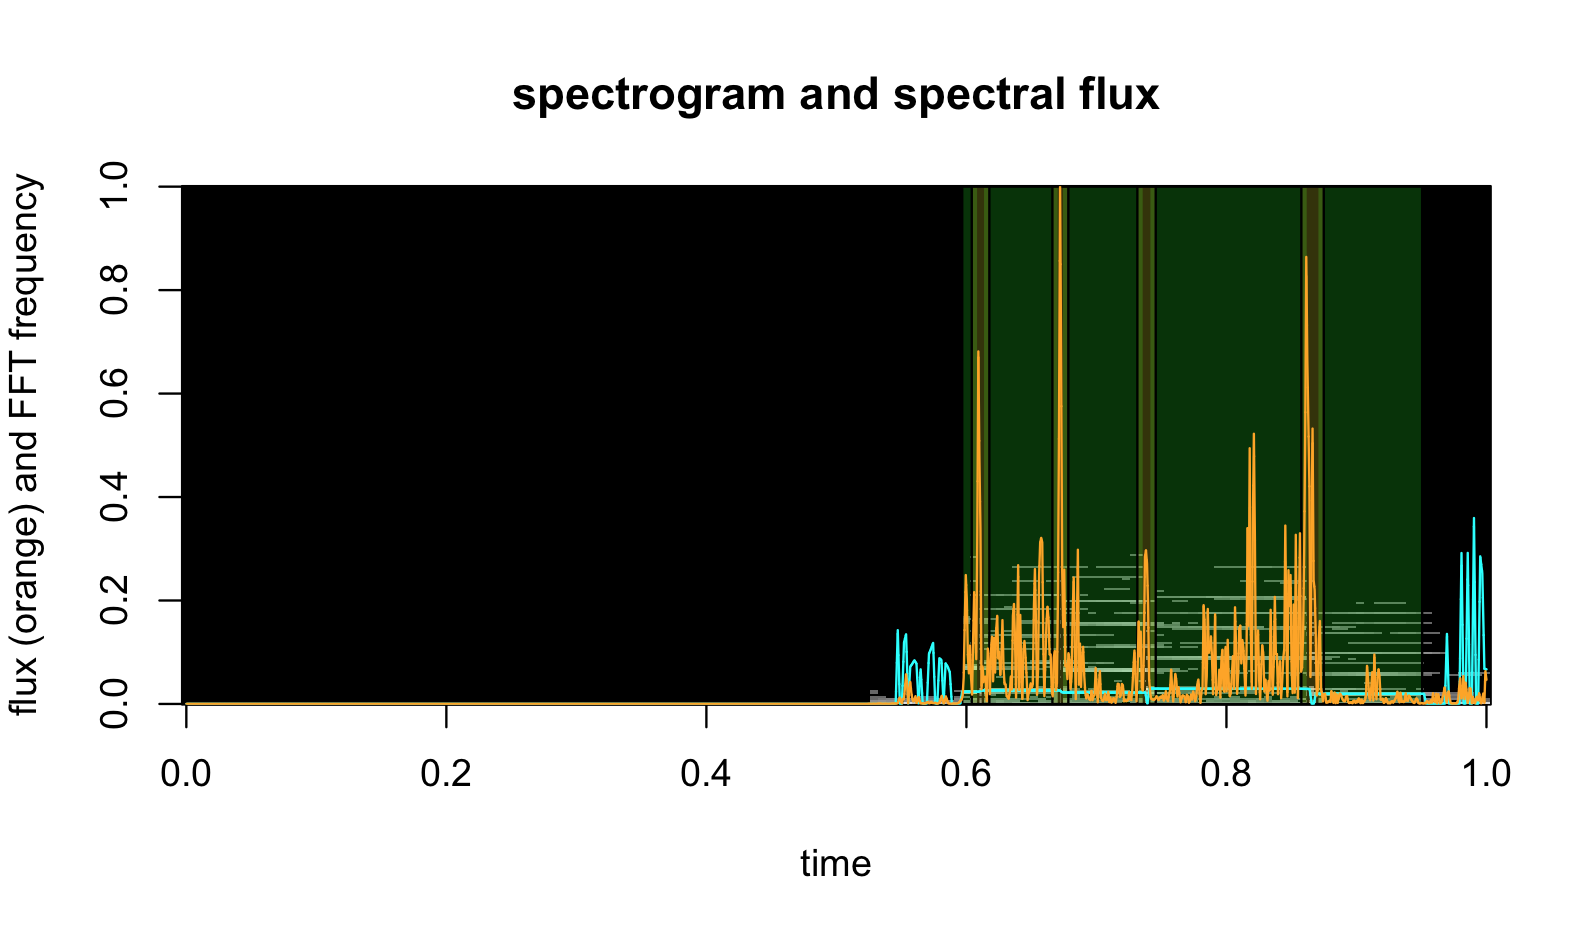 spectrogram and spectral flux
flux (orange) and FFT frequency
1.0
0.8
0.6
0.4
0.2
0.0
0.0 0.2 0.4 0.6 0.8 1.0
time